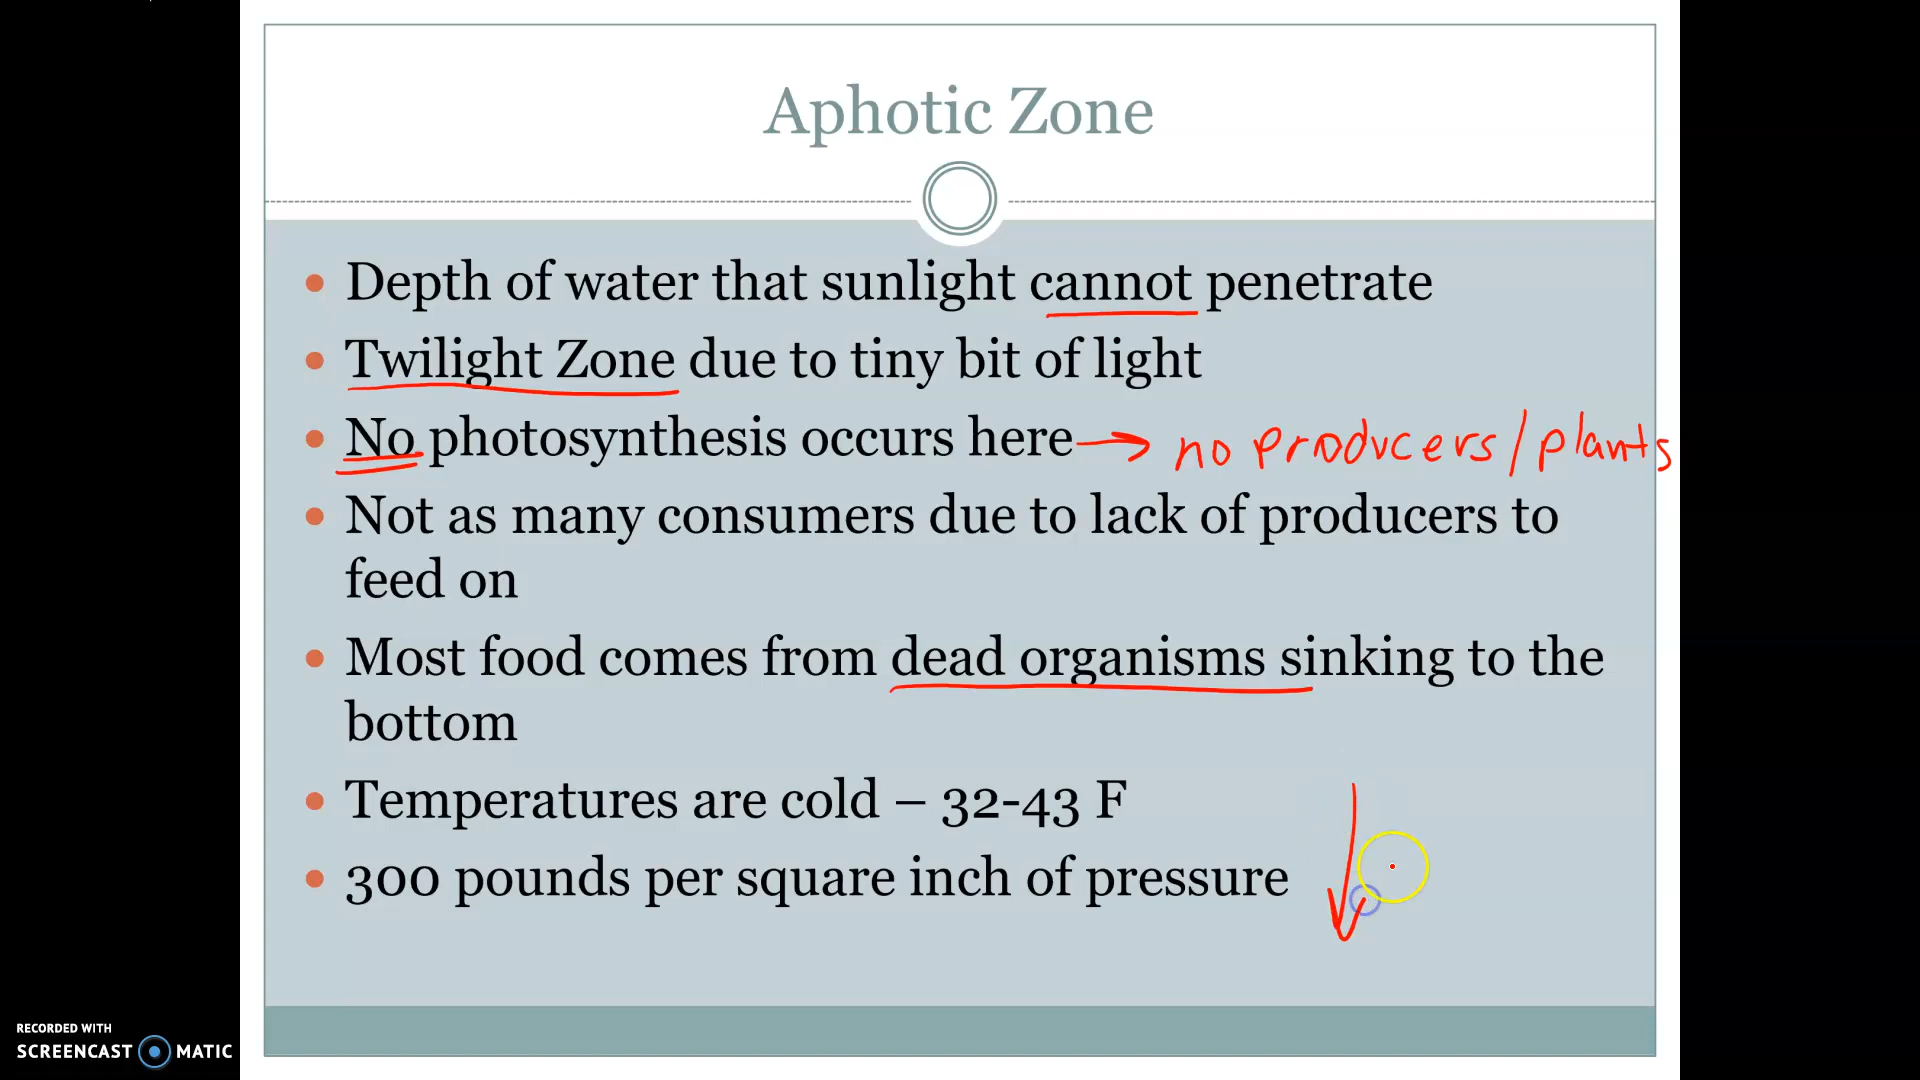 Aphotic Zone
• Depth of water that sunlight cannot penetrate
• Twilight Zone due to tiny bit of light
• No photosynthesis occurs here → no producers/plants
• Not as many consumers due to lack of producers to
feed on
• Most food comes from dead organisms sinking to the
bottom
• Temperatures are cold – 32-43 F
• 300 pounds per square inch of pressure
RECORDED WITH
SCREENCAST MATIC